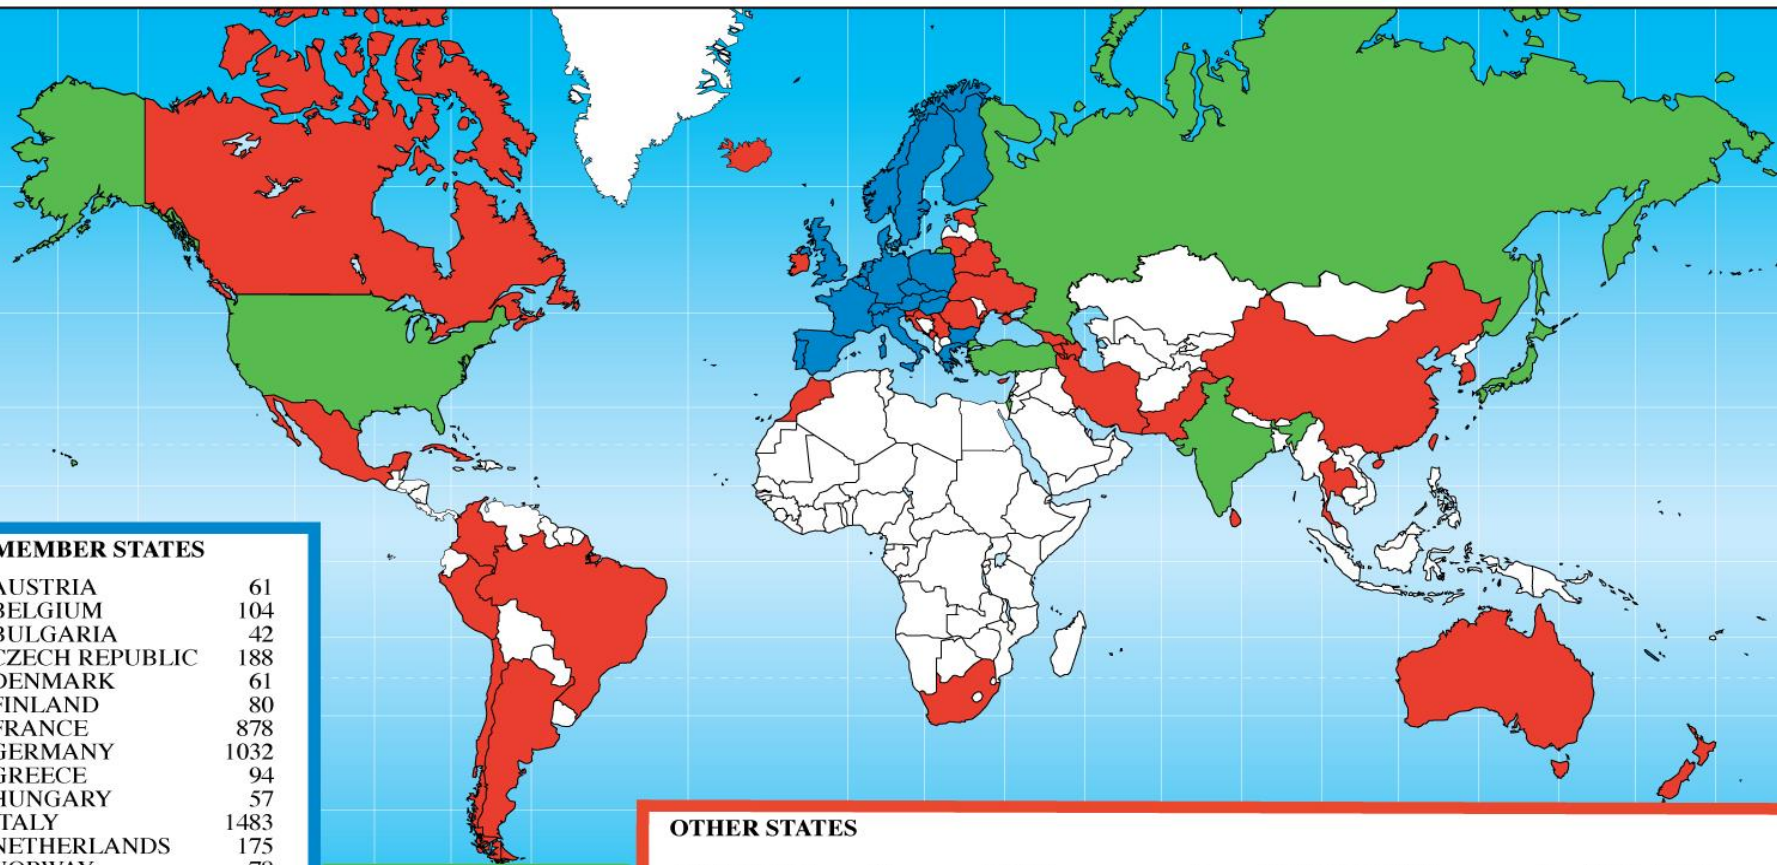 MEMBER STATES
AUSTRIA 61
BELGIUM 104
BULGARIA 42
CZECH REPUBLIC 188
DENMARK 61
FINLAND 80
FRANCE 878
GERMANY 1032
GREECE 94
HUNGARY 57
ITALY 1483
NETHERLANDS 175
NORWAY
OTHER STATES